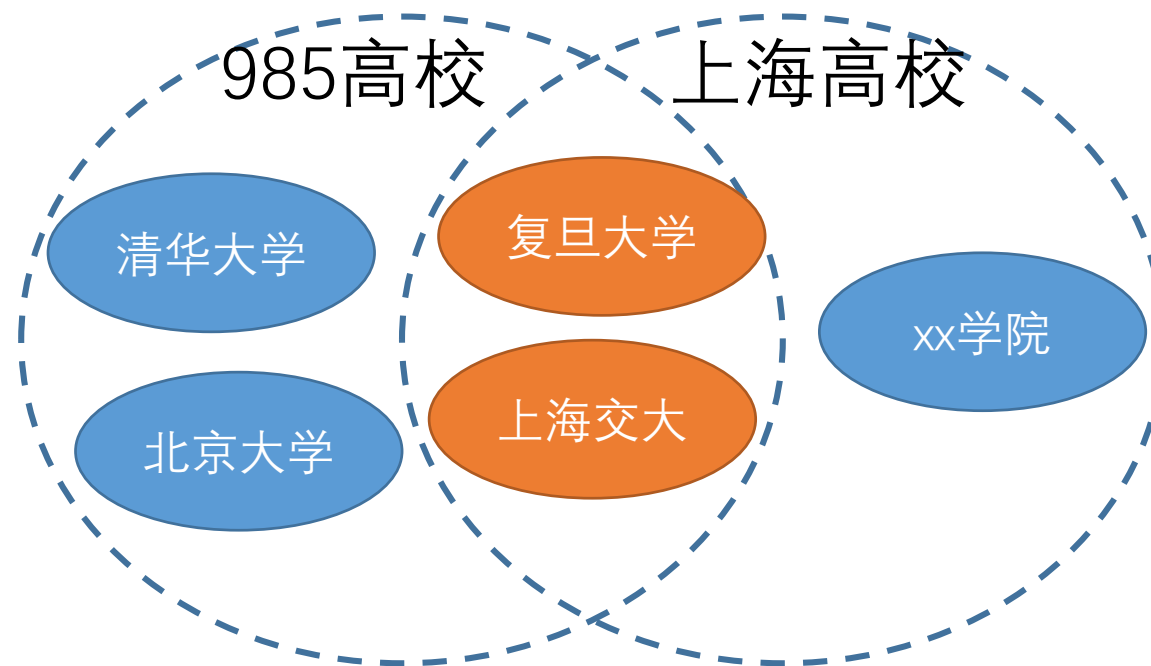 985高校
上海高校
清华大学
复旦大学
xx学院
上海交大
北京大学